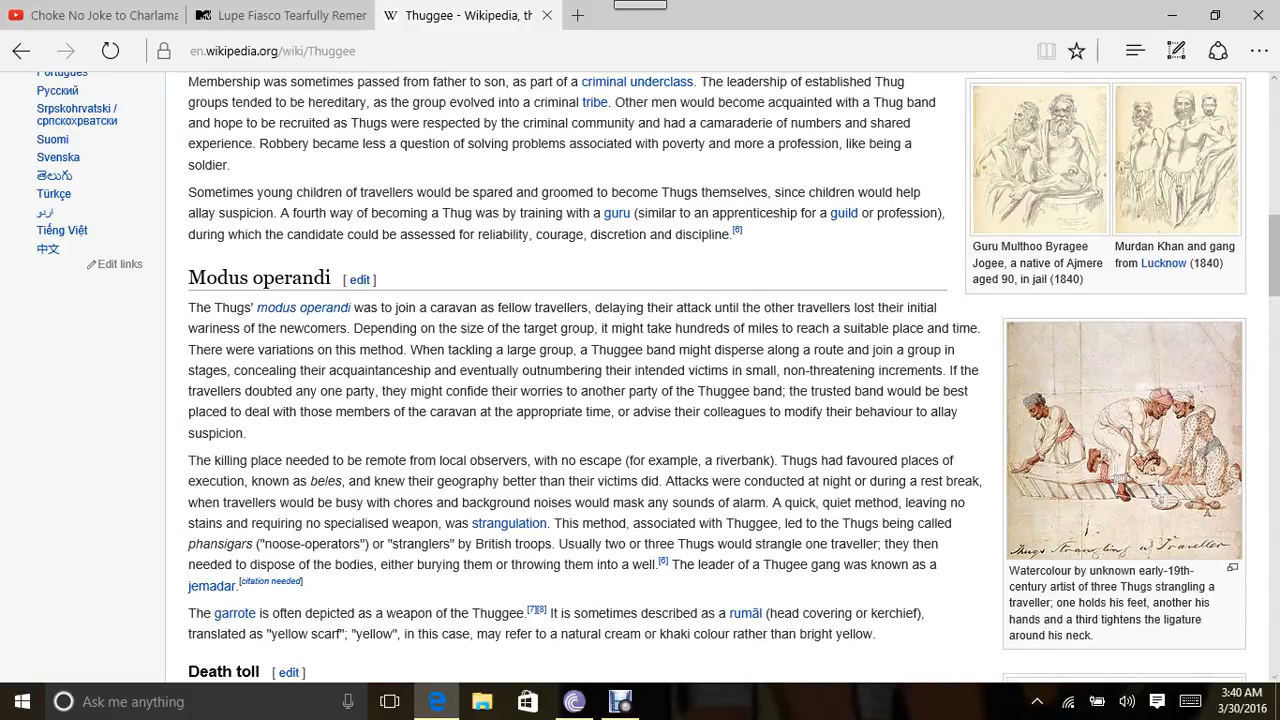 Choke No Joke to Charlama
Lupe Fiasco Tearfully Remer
Thuggee - Wikipedia, th
en.wikipedia.org/wiki/Thuggee
Português
Русский
Srpskohrvatski /
српскохрватски
Suomi
Svenska
తెలుగు
Türkçe
اردو
Tiếng Việt
中文
Edit links
Membership was sometimes passed from father to son, as part of a criminal underclass. The leadership of established Thug
groups tended to be hereditary, as the group evolved into a criminal tribe. Other men would become acquainted with a Thug band
and hope to be recruited as Thugs were respected by the criminal community and had a camaraderie of numbers and shared
experience. Robbery became less a question of solving problems associated with poverty and more a profession, like being a
soldier.
Sometimes young children of travellers would be spared and groomed to become Thugs themselves, since children would help
allay suspicion. A fourth way of becoming a Thug was by training with a guru (similar to an apprenticeship for a guild or profession),
during which the candidate could be assessed for reliability, courage, discretion and discipline.[6]
Modus operandi [ edit ]
The Thugs' modus operandi was to join a caravan as fellow travellers, delaying their attack until the other travellers lost their initial
wariness of the newcomers. Depending on the size of the target group, it might take hundreds of miles to reach a suitable place and time.
There were variations on this method. When tackling a large group, a Thuggee band might disperse along a route and join a group in
stages, concealing their acquaintanceship and eventually outnumbering their intended victims in small, non-threatening increments. If the
travellers doubted any one party, they might confide their worries to another party of the Thuggee band; the trusted band would be best
placed to deal with those members of the caravan at the appropriate time, or advise their colleagues to modify their behaviour to allay
suspicion.
The killing place needed to be remote from local observers, with no escape (for example, a riverbank). Thugs had favoured places of
execution, known as beles, and knew their geography better than their victims did. Attacks were conducted at night or during a rest break,
when travellers would be busy with chores and background noises would mask any sounds of alarm. A quick, quiet method, leaving no
stains and requiring no specialised weapon, was strangulation. This method, associated with Thuggee, led to the Thugs being called
phansigars ("noose-operators") or "stranglers" by British troops. Usually two or three Thugs would strangle one traveller; they then
needed to dispose of the bodies, either burying them or throwing them into a well.[6] The leader of a Thugee gang was known as a
jemadar.[citation needed]
The garrote is often depicted as a weapon of the Thuggee.[7][8] It is sometimes described as a rumāl (head covering or kerchief),
translated as "yellow scarf"; "yellow", in this case, may refer to a natural cream or khaki colour rather than bright yellow.
Death toll [ edit ]
Guru Multhoo Byragee
Jogee, a native of Ajmere
aged 90, in jail (1840)
Murdan Khan and gang
from Lucknow (1840)
Thugs strangling a Traveller
Watercolour by unknown early-19th-
century artist of three Thugs strangling a
traveller; one holds his feet, another his
hands and a third tightens the ligature
around his neck.
Ask me anything
3:40 AM
3/30/2016